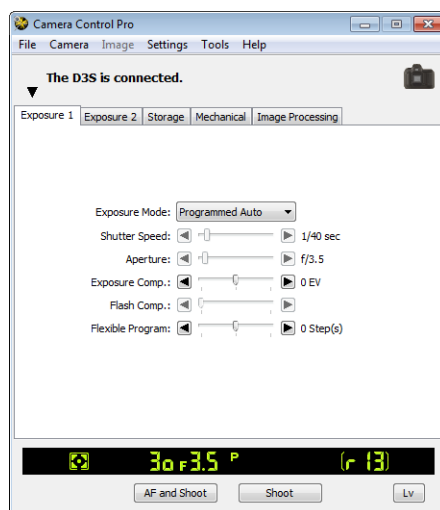 Camera Control Pro
File Camera Image Settings Tools Help
The D3S is connected.
Exposure 1 Exposure 2 Storage Mechanical Image Processing
Exposure Mode: Programmed Auto
Shutter Speed: 1/40 sec
Aperture: f/3.5
Exposure Comp.: 0 EV
Flash Comp.:
Flexible Program: 0 Step(s)
30 F3.5 P (r 13)
AF and Shoot Shoot Lv